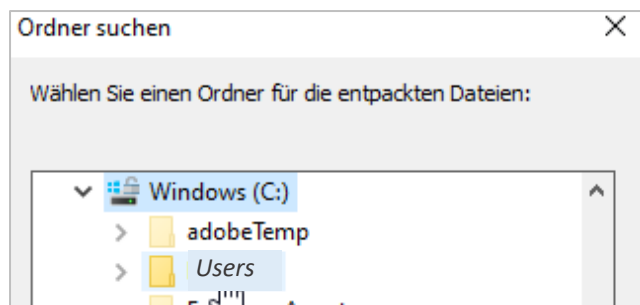 Ordner suchen
Wählen Sie einen Ordner für die entpackten Dateien:
Windows (C:)
adobeTemp
Users